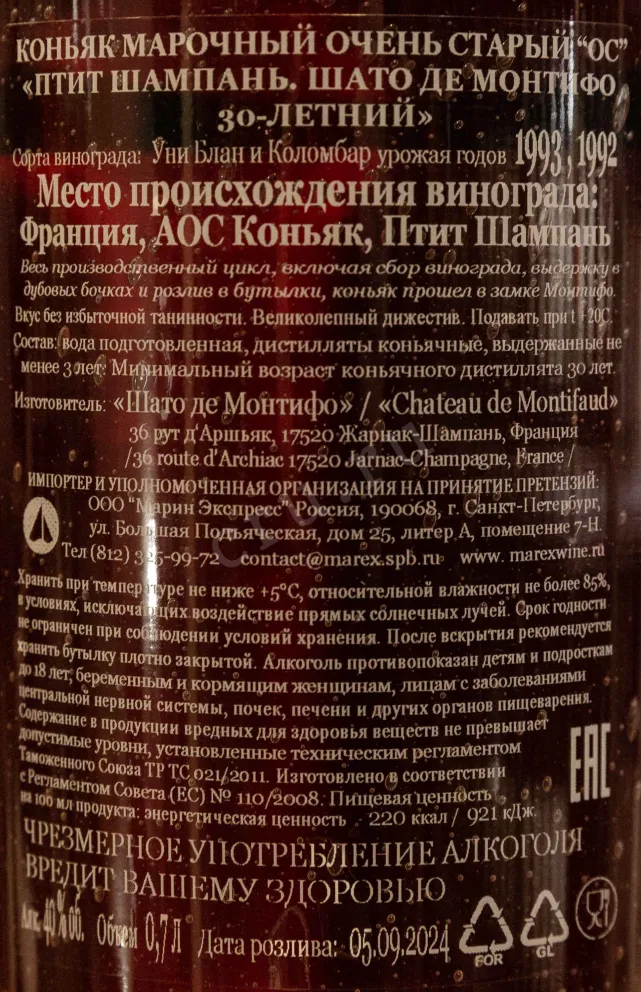 КОНЬЯК МАРОЧНЫЙ ОЧЕНЬ СТАРЫЙ "ОС"
«ПТИТ ШАМПАНЬ. ШАТО ДЕ МОНТИФО
30-ЛЕТНИЙ»
Сорта винограда: Уни Блан и Коломбар урожая годов 1993, 1992
Место происхождения винограда:
Франция, АОС Коньяк, Птит Шампань
Весь производственный цикл, включая сбор винограда, выдержку в
дубовых бочках и розлив в бутылки, коньяк прошел в замке Монтифо.
Вкус без избыточной танинности. Великолепный дижестив. Подавать при t +20C.
Состав: вода подготовленная, дистилляты коньячные, выдержанные не
менее 3 лет. Минимальный возраст коньячного дистиллята 30 лет.
Изготовитель: «Шато де Монтифо» / «Chateau de Montifaud»
36 рут д'Аршьяк, 17520 Жарнак-Шампань, Франция
/36 route d'Archiac 17520 Jarnac-Champagne, France /
ИМПОРТЕР И УПОЛНОМОЧЕННАЯ ОРГАНИЗАЦИЯ НА ПРИНЯТИЕ ПРЕТЕНЗИЙ:
ООО "Марин Экспресс" Россия, 190068, г. Санкт-Петербург,
ул. Большая Подъяческая, дом 25, литер А, помещение 7-Н.
Тел (812) 325-99-72 contact@marex.spb.ru www. marexwine.ru
Хранить при температуре не ниже +5°C, относительной влажности не более 85%,
в условиях, исключающих воздействие прямых солнечных лучей. Срок годности
не ограничен при соблюдении условий хранения. После вскрытия рекомендуется
хранить бутылку плотно закрытой. Алкоголь противопоказан детям и подросткам
до 18 лет, беременным и кормящим женщинам, лицам с заболеваниями
центральной нервной системы, почек, печени и других органов пищеварения.
Содержание в продукции вредных для здоровья веществ не превышает
допустимые уровни, установленные техническим регламентом
Таможенного Союза ТР ТС 021/2011. Изготовлено в соответствии
с Регламентом Совета (ЕС) № 110/2008. Пищевая ценность
на 100 мл продукта: энергетическая ценность - 220 ккал / 921 кДж.
EAC
ЧРЕЗМЕРНОЕ УПОТРЕБЛЕНИЕ АЛКОГОЛЯ
ВРЕДИТ ВАШЕМУ ЗДОРОВЬЮ
Алк. 40 % об. Объем 0,7 Л Дата розлива: 05.09.2024
FOR GL